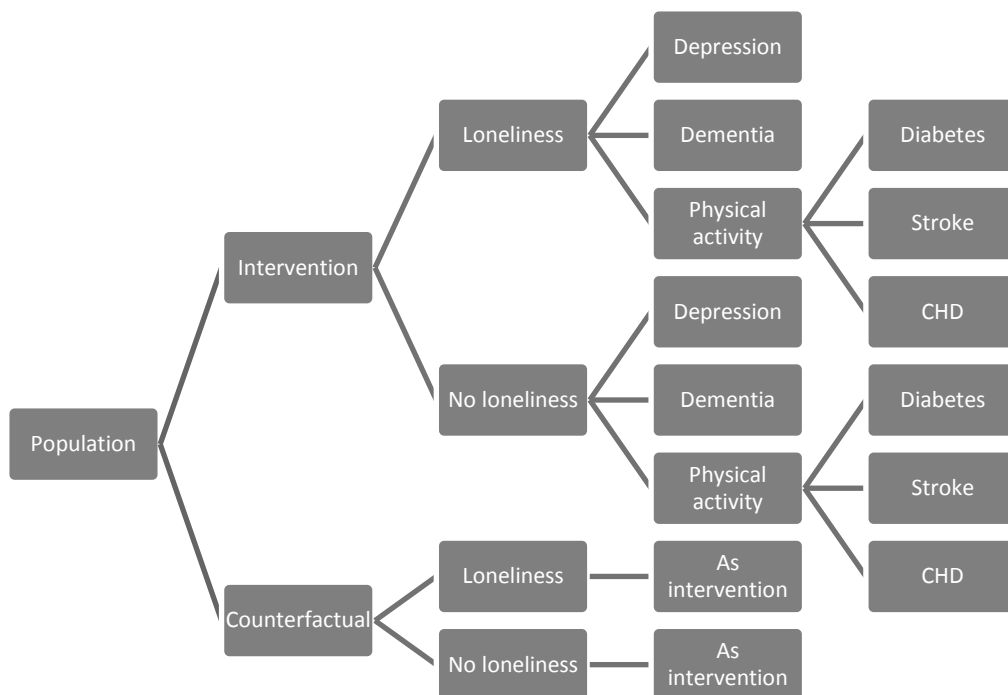 Depression
Loneliness
Dementia
Diabetes
Physical
activity
Stroke
Intervention
Depression
CHD
No loneliness
Dementia
Diabetes
Population
Physical
activity
Stroke
Loneliness
As
intervention
CHD
Counterfactual
No loneliness
As
intervention